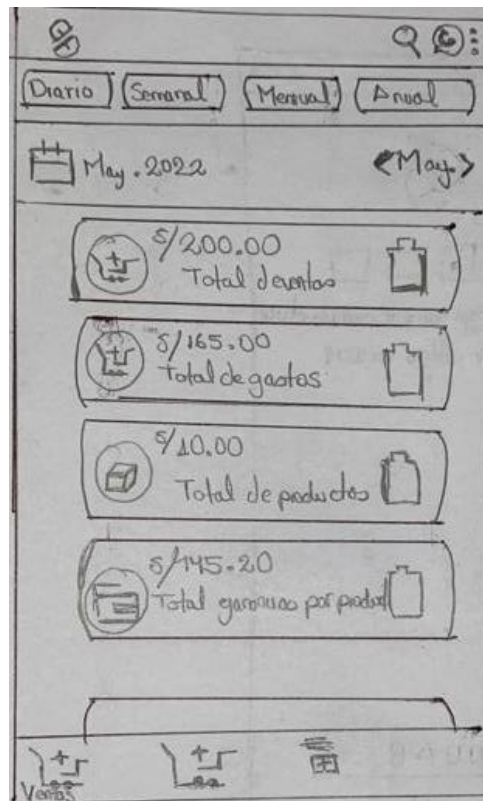 Diario Semanal Mensual Anual
May. 2022 <May.>
S/200.00
Total de ventas
S/165.00
Total de gastos
S/10.00
Total de productos
S/145.20
Total ganancias por product
Ventas